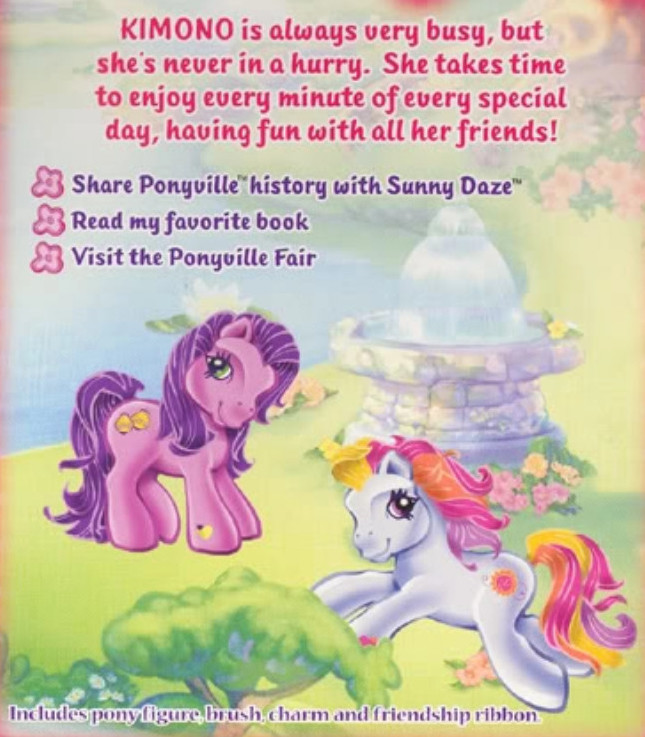 KIMONO is always very busy, but
she's never in a hurry. She takes time
to enjoy every minute of every special
day, having fun with all her friends!
Share Ponyville™ history with Sunny Daze™
Read my favorite book
Visit the Ponyville Fair
Includes pony figure, brush, charm and friendship ribbon.